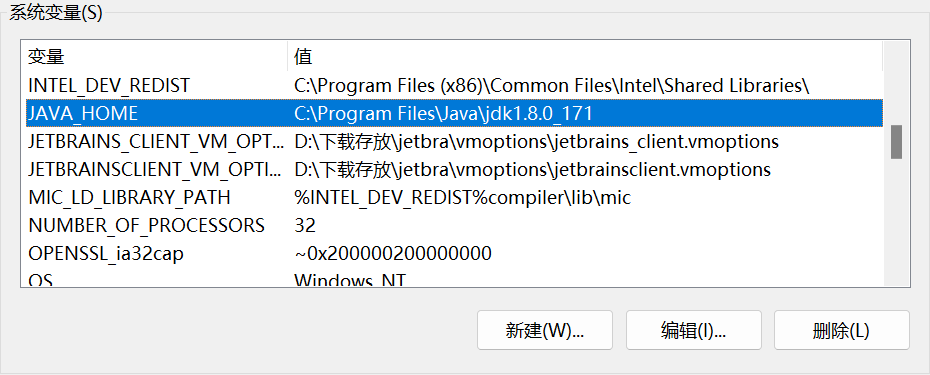 系统变量(S)
变量 值
INTEL_DEV_REDIST C:\Program Files (x86)\Common Files\Intel\Shared Libraries\
JAVA_HOME C:\Program Files\Java\jdk1.8.0_171
JETBRAINS_CLIENT_VM_OPT... D:\下载存放\jetbra\vmoptions\jetbrains_client.vmoptions
JETBRAINSCLIENT_VM_OPTI... D:\下载存放\jetbra\vmoptions\jetbrainsclient.vmoptions
MIC_LD_LIBRARY_PATH %INTEL_DEV_REDIST%compiler\lib\mic
NUMBER_OF_PROCESSORS 32
OPENSSL_ia32cap ~0x200000200000000
OS Windows_NT
新建(W)... 编辑(I)... 删除(L)